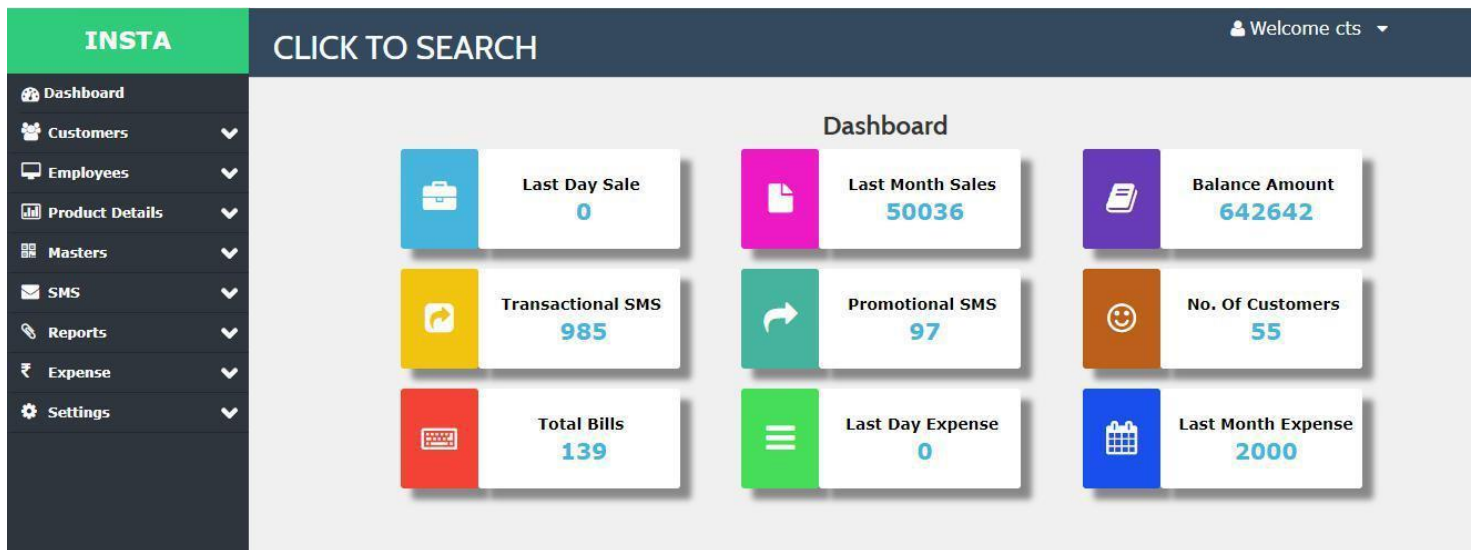 INSTA
CLICK TO SEARCH
Welcome cts
Dashboard
Customers
Employees
Product Details
Masters
SMS
Reports
₹ Expense
Settings
Dashboard
Last Day Sale
0
Last Month Sales
50036
Balance Amount
642642
Transactional SMS
985
Promotional SMS
97
No. Of Customers
55
Total Bills
139
Last Day Expense
0
Last Month Expense
2000